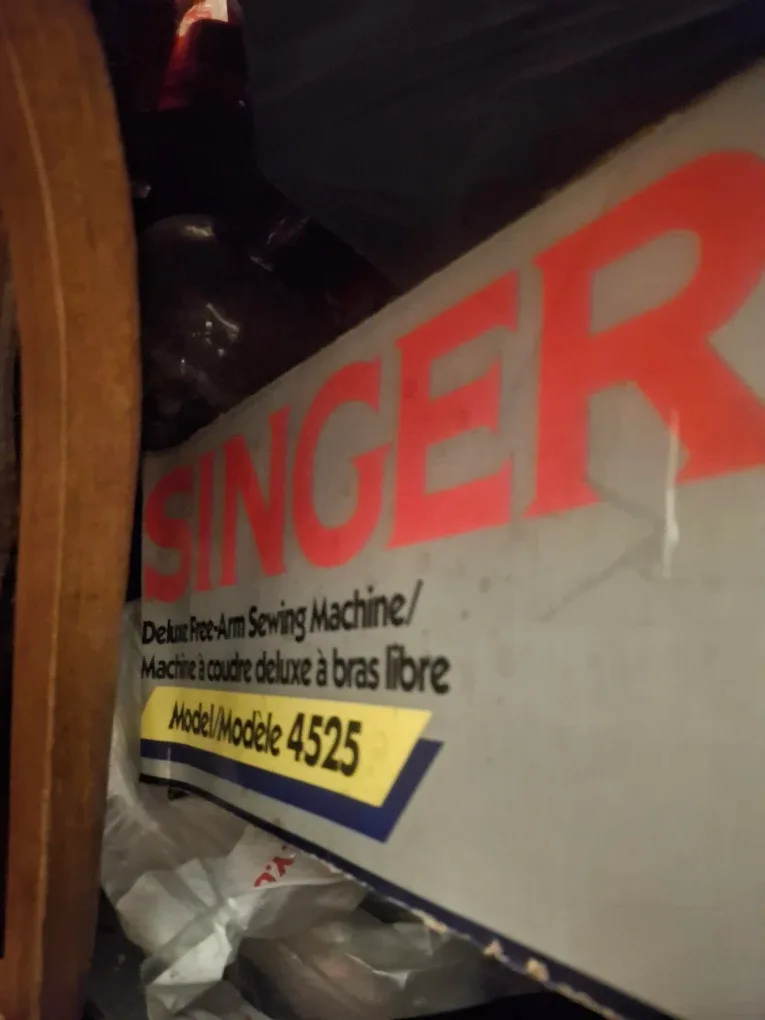 SINGER
Deluxe Free-Arm Sewing Machine/
Machine à coudre deluxe à bras libre
Model/Modèle 4525